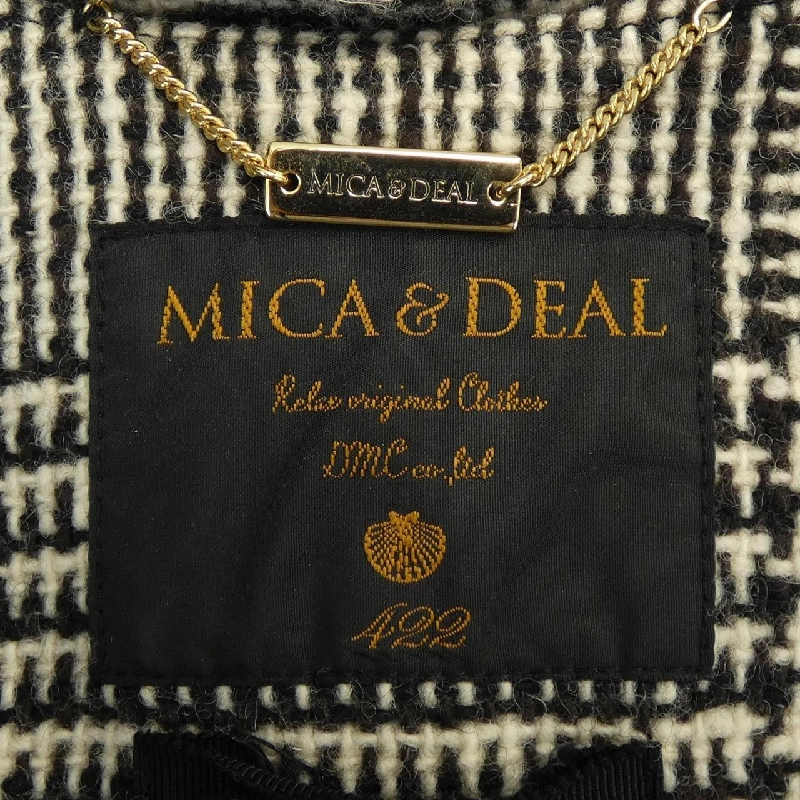 MICA & DEAL
MICA & DEAL
Relax original Clothes
DMC co.,ltd
422